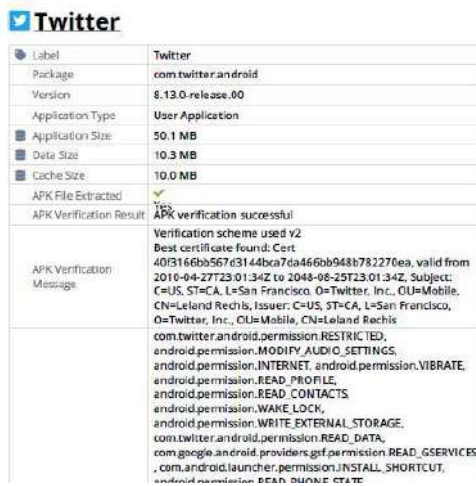 Twitter
Label Twitter
Package com.twitter.android
Version 8.13.0-release.00
Application Type User Application
Application Size 50.1 MB
Data Size 10.3 MB
Cache Size 10.0 MB
APK File Extracted Yes
APK Verification Result APK verification successful
APK Verification Message
Verification scheme used v2
Best certificate found: Cert
40f3166bb567d3144bca7da466bb948b782270ea, valid from
2010-04-27T23:01:34Z to 2048-08-25T23:01:34Z, Subject:
C=US, ST=CA, L=San Francisco, O=Twitter, Inc., OU=Mobile,
CN=Leland Rechis, Issuer: C=US, ST=CA, L=San Francisco,
O=Twitter, Inc., OU=Mobile, CN=Leland Rechis
com.twitter.android.permission.RESTRICTED,
android.permission.MODIFY_AUDIO_SETTINGS,
android.permission.INTERNET, android.permission.VIBRATE,
android.permission.READ_PROFILE,
android.permission.READ_CONTACTS,
android.permission.WAKE_LOCK,
android.permission.WRITE_EXTERNAL_STORAGE,
com.twitter.android.permission.READ_DATA,
com.google.android.providers.gsf.permission.READ_GSERVICES
, com.android.launcher.permission.INSTALL_SHORTCUT,
android.permission.READ_PHONE_STATE